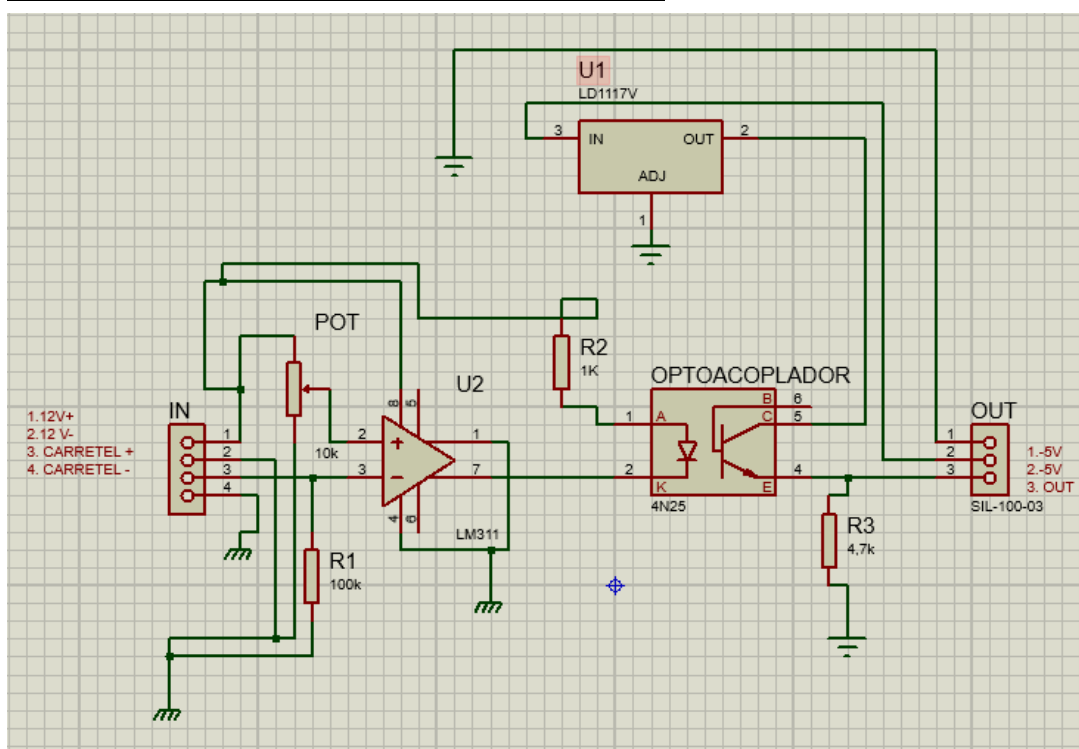 U1
LD1117V
3
IN
OUT
2
ADJ
1
POT
R2
1K
U2
OPTOACOPLADOR
B
6
8
5
1
A
C
5
IN
OUT
1.12V+
2.12 V-
3. CARRETEL +
4. CARRETEL -
1
2
3
4
2
+
1
10k
3
-
7
2
K
E
4
4N25
1
2
3
1.-5V
2.-5V
3. OUT
SIL-100-03
4
6
LM311
R1
100k
R3
4,7k